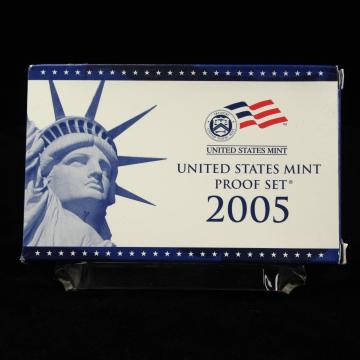 UNITED STATES MINT
UNITED STATES MINT
PROOF SET®
2005